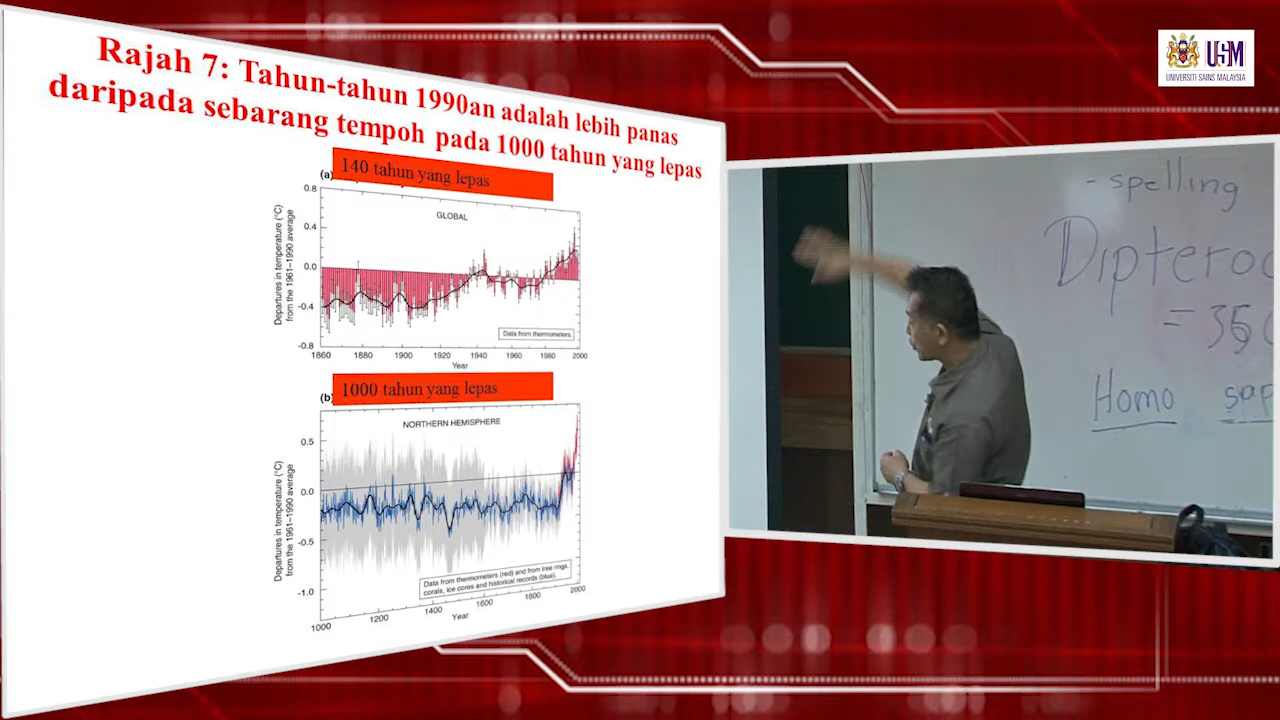 Rajah 7: Tahun-tahun 1990an adalah lebih panas
daripada sebarang tempoh pada 1000 tahun yang lepas
(a)
140 tahun yang lepas
GLOBAL
Departures in temperature (°C)
from the 1961–1990 average
0.8
0.4
0.0
-0.4
-0.8
Data from thermometers.
1860 1880 1900 1920 1940 1960 1980 2000
Year
(b)
1000 tahun yang lepas
NORTHERN HEMISPHERE
Departures in temperature (°C)
from the 1961–1990 average
0.5
0.0
-0.5
-1.0
Data from thermometers (red) and from tree rings,
corals, ice cores and historical records (blue).
1000 1200 1400 1600 1800 2000
Year
USM
UNIVERSITI SAINS MALAYSIA
- spelling
Dipteroc
= 35
Homo sap